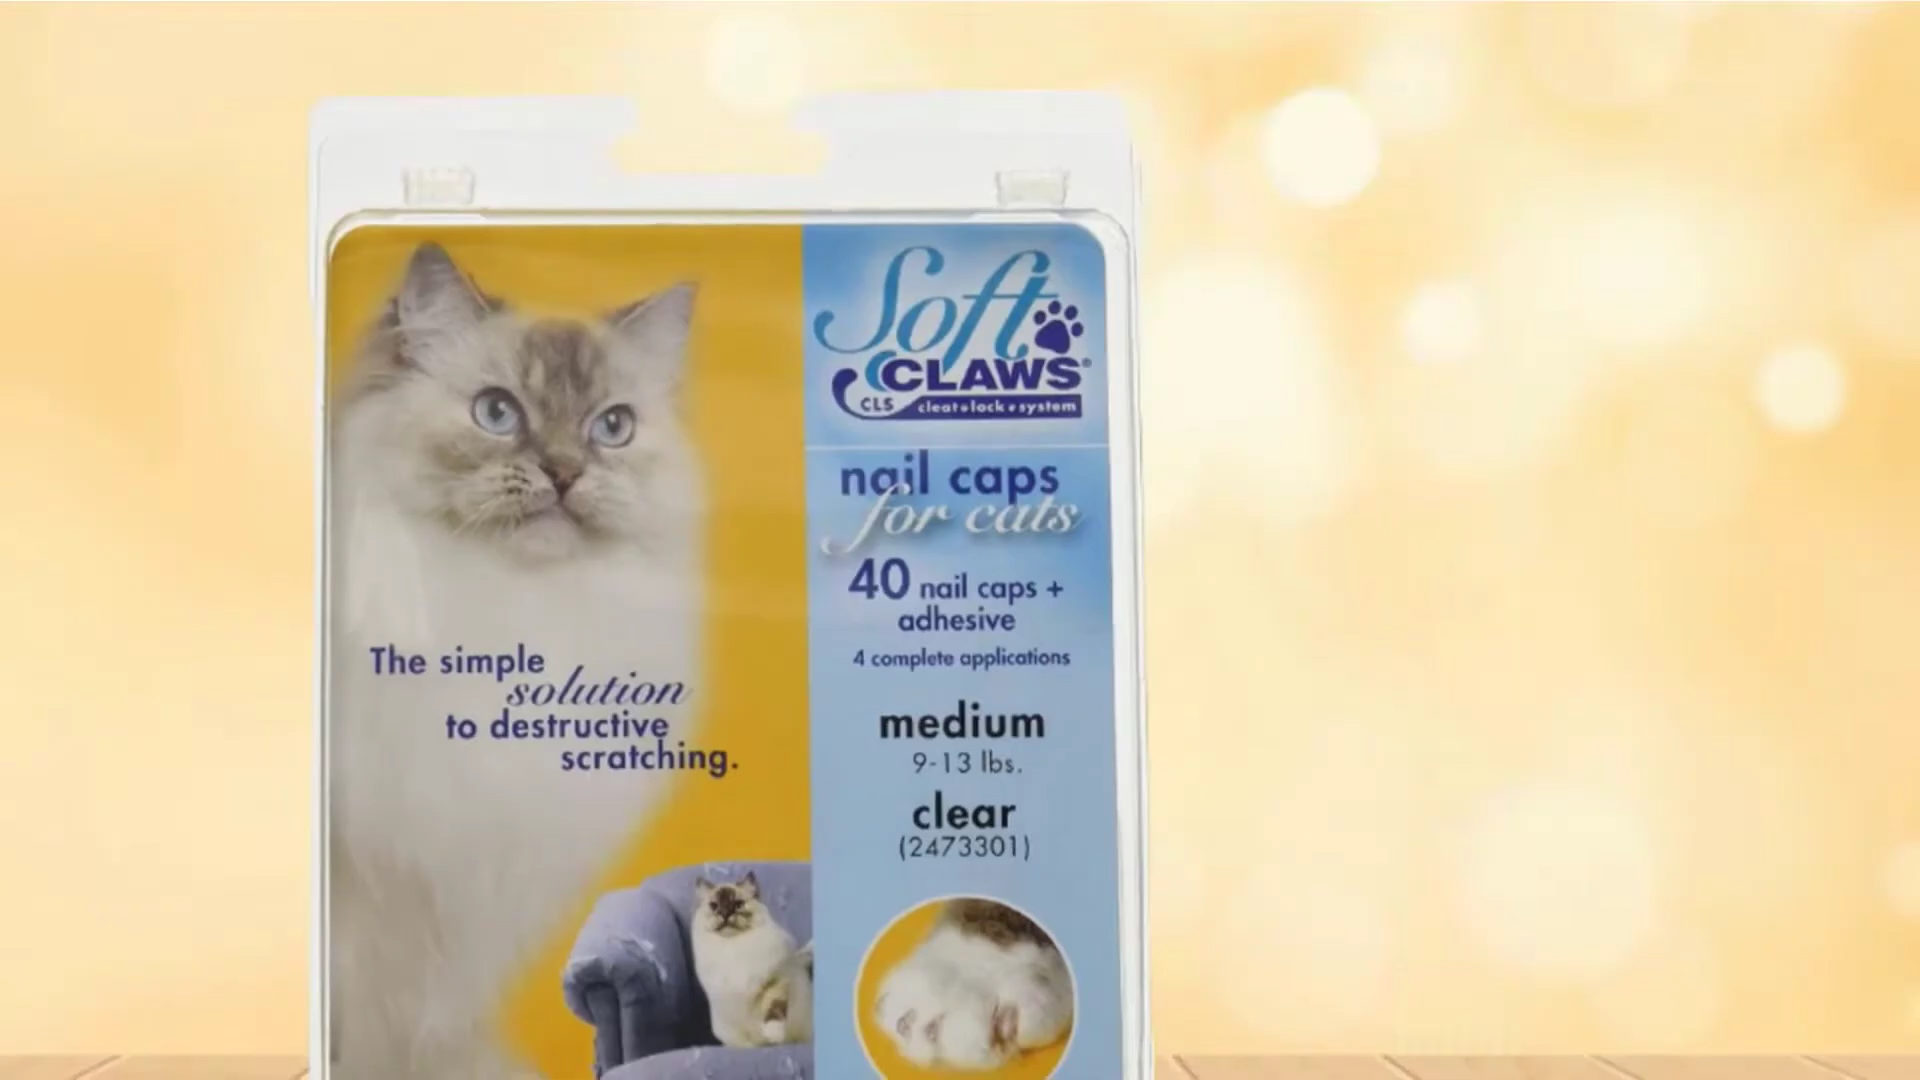 Soft
CLAWS®
CLS cleat • lock • system
nail caps
for cats
40 nail caps +
adhesive
4 complete applications
medium
9-13 lbs.
clear
(2473301)
The simple
solution
to destructive
scratching.